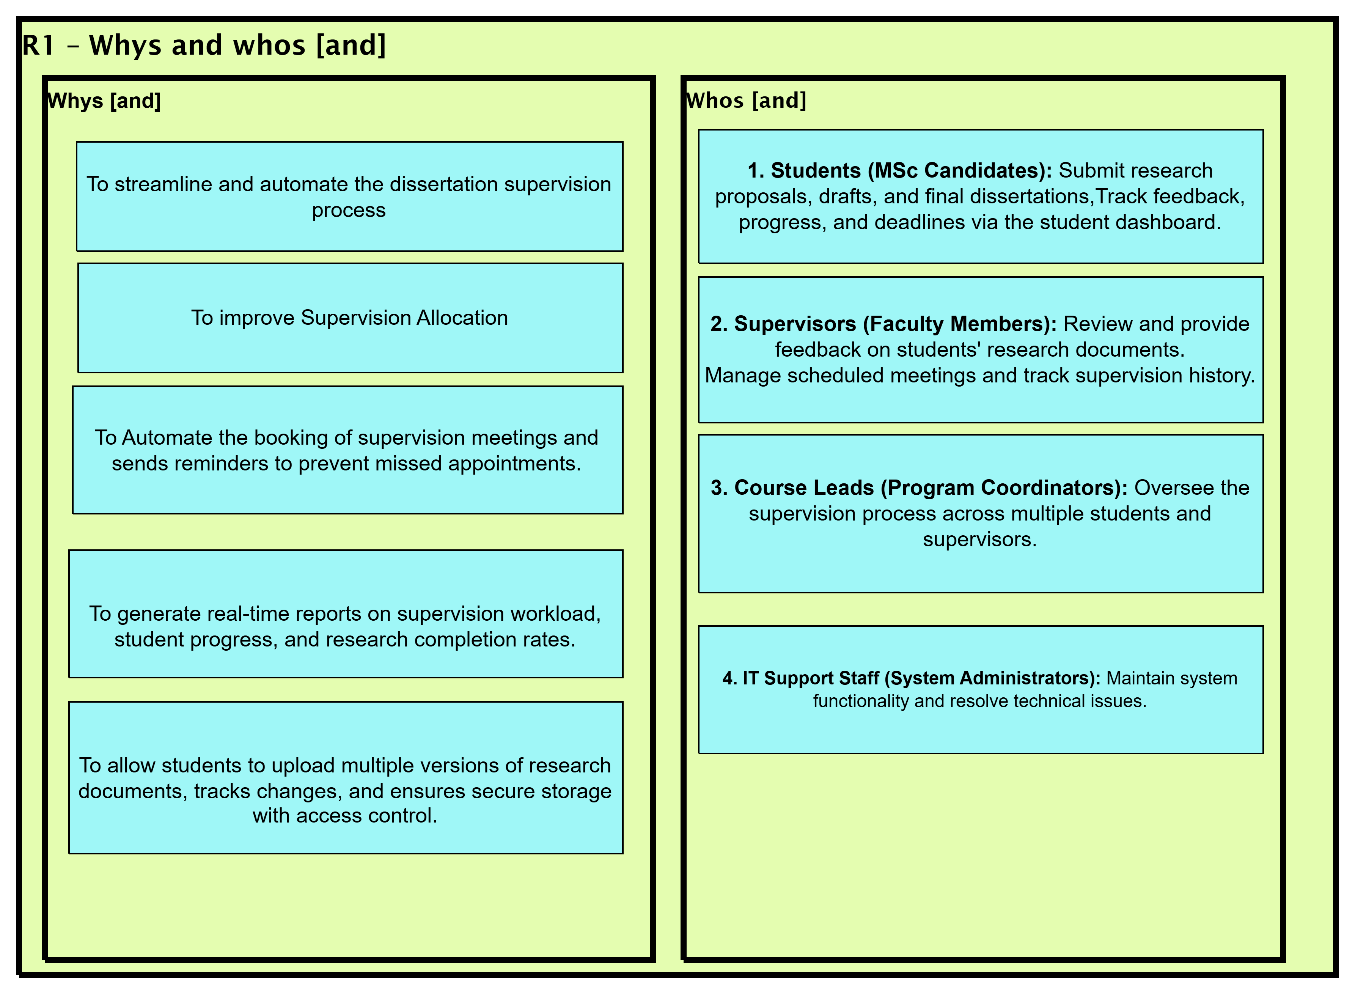 R1 – Whys and whos [and]
Whys [and]
To streamline and automate the dissertation supervision
process
To improve Supervision Allocation
To Automate the booking of supervision meetings and
sends reminders to prevent missed appointments.
To generate real-time reports on supervision workload,
student progress, and research completion rates.
To allow students to upload multiple versions of research
documents, tracks changes, and ensures secure storage
with access control.
Whos [and]
1. Students (MSc Candidates): Submit research
proposals, drafts, and final dissertations,Track feedback,
progress, and deadlines via the student dashboard.
2. Supervisors (Faculty Members): Review and provide
feedback on students' research documents.
Manage scheduled meetings and track supervision history.
3. Course Leads (Program Coordinators): Oversee the
supervision process across multiple students and
supervisors.
4. IT Support Staff (System Administrators): Maintain system
functionality and resolve technical issues.